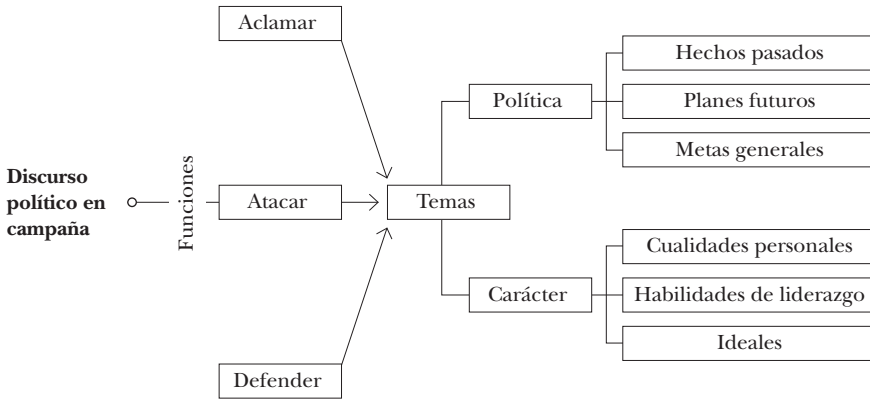 Aclamar
Hechos pasados
Política
Planes futuros
Metas generales
Discurso
político en
campaña
Funciones
Atacar
Temas
Cualidades personales
Carácter
Habilidades de liderazgo
Ideales
Defender